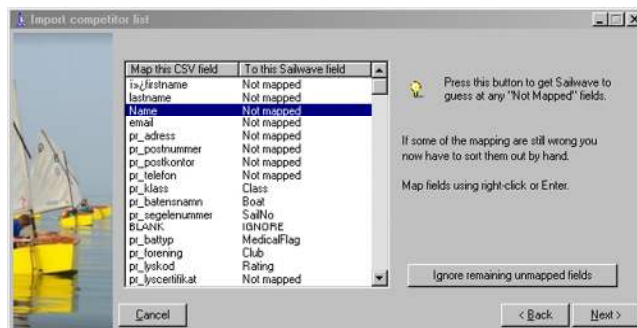 Import competitor list
Map this CSV field To this Sailwave field
ï»¿firstname Not mapped
lastname Not mapped
Name Not mapped
email Not mapped
pr_adress Not mapped
pr_postnummer Not mapped
pr_postkontor Not mapped
pr_telefon Not mapped
pr_klass Class
pr_batensnamn Boat
pr_segelenummer SailNo
BLANK IGNORE
pr_battyp MedicalFlag
pr_forening Club
pr_lyskod Rating
pr_lyscertifikat Not mapped
Press this button to get Sailwave to
guess at any "Not Mapped" fields.
If some of the mapping are still wrong you
now have to sort them out by hand.
Map fields using right-click or Enter.
Ignore remaining unmapped fields
Cancel
< Back
Next >